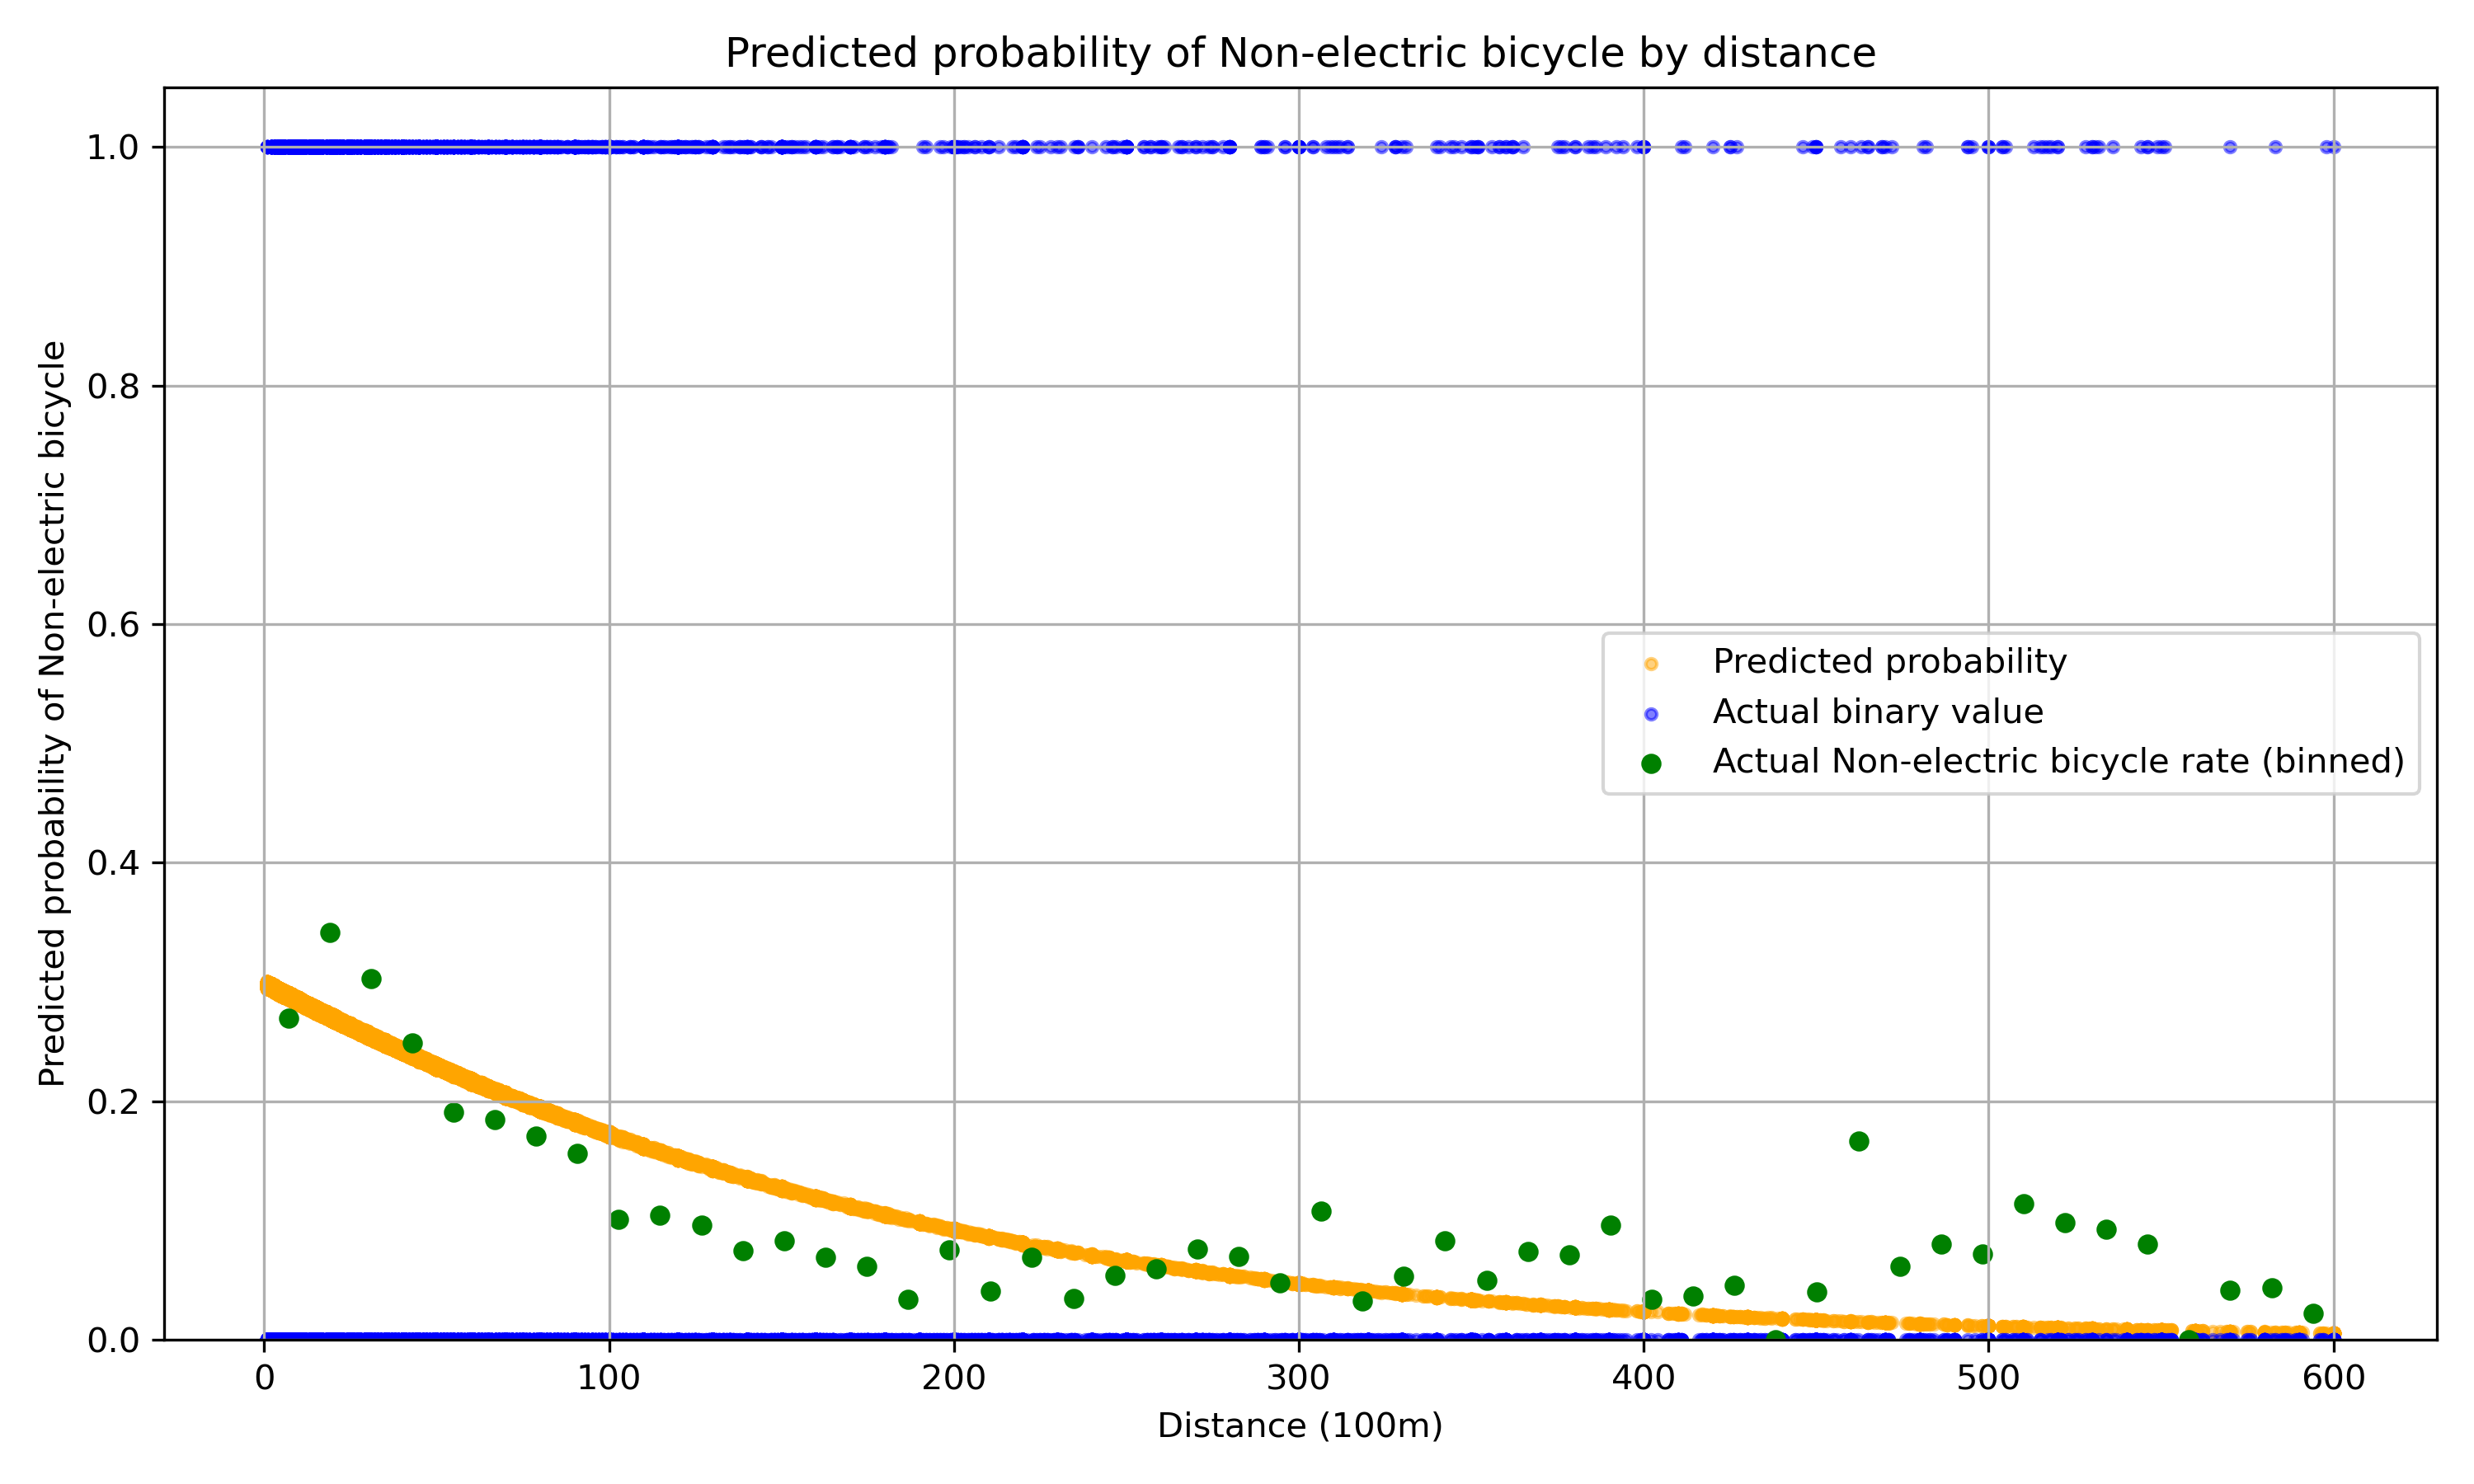 Predicted probability of Non-electric bicycle by distance
Predicted probability of Non-electric bicycle
1.0
0.8
0.6
0.4
0.2
0.0
Predicted probability
Actual binary value
Actual Non-electric bicycle rate (binned)
0 100 200 300 400 500 600
Distance (100m)